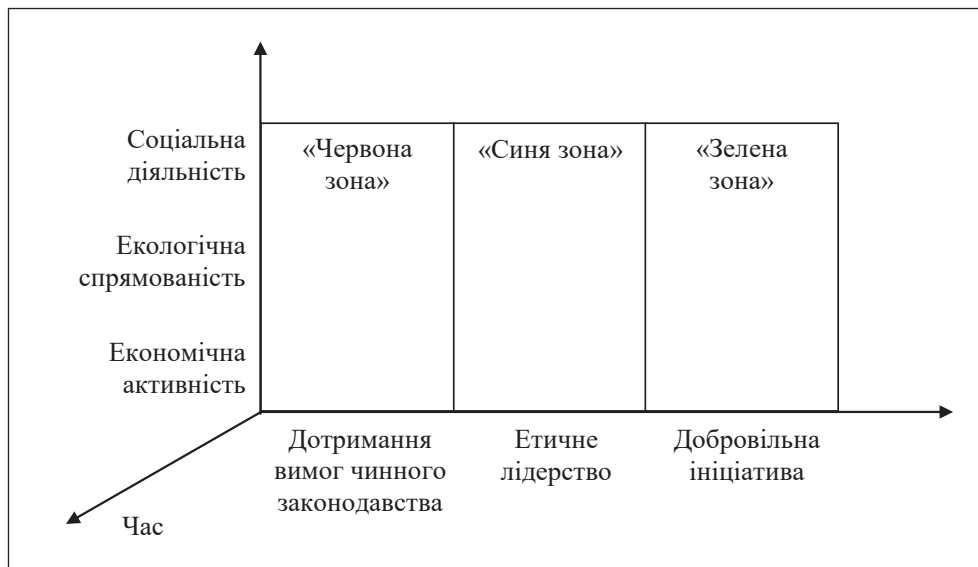 Соціальна
діяльність
Екологічна
спрямованість
Економічна
активність
«Червона
зона»
«Синя зона»
«Зелена
зона»
Дотримання
вимог чинного
законодавства
Етичне
лідерство
Добровільна
ініціатива
Час